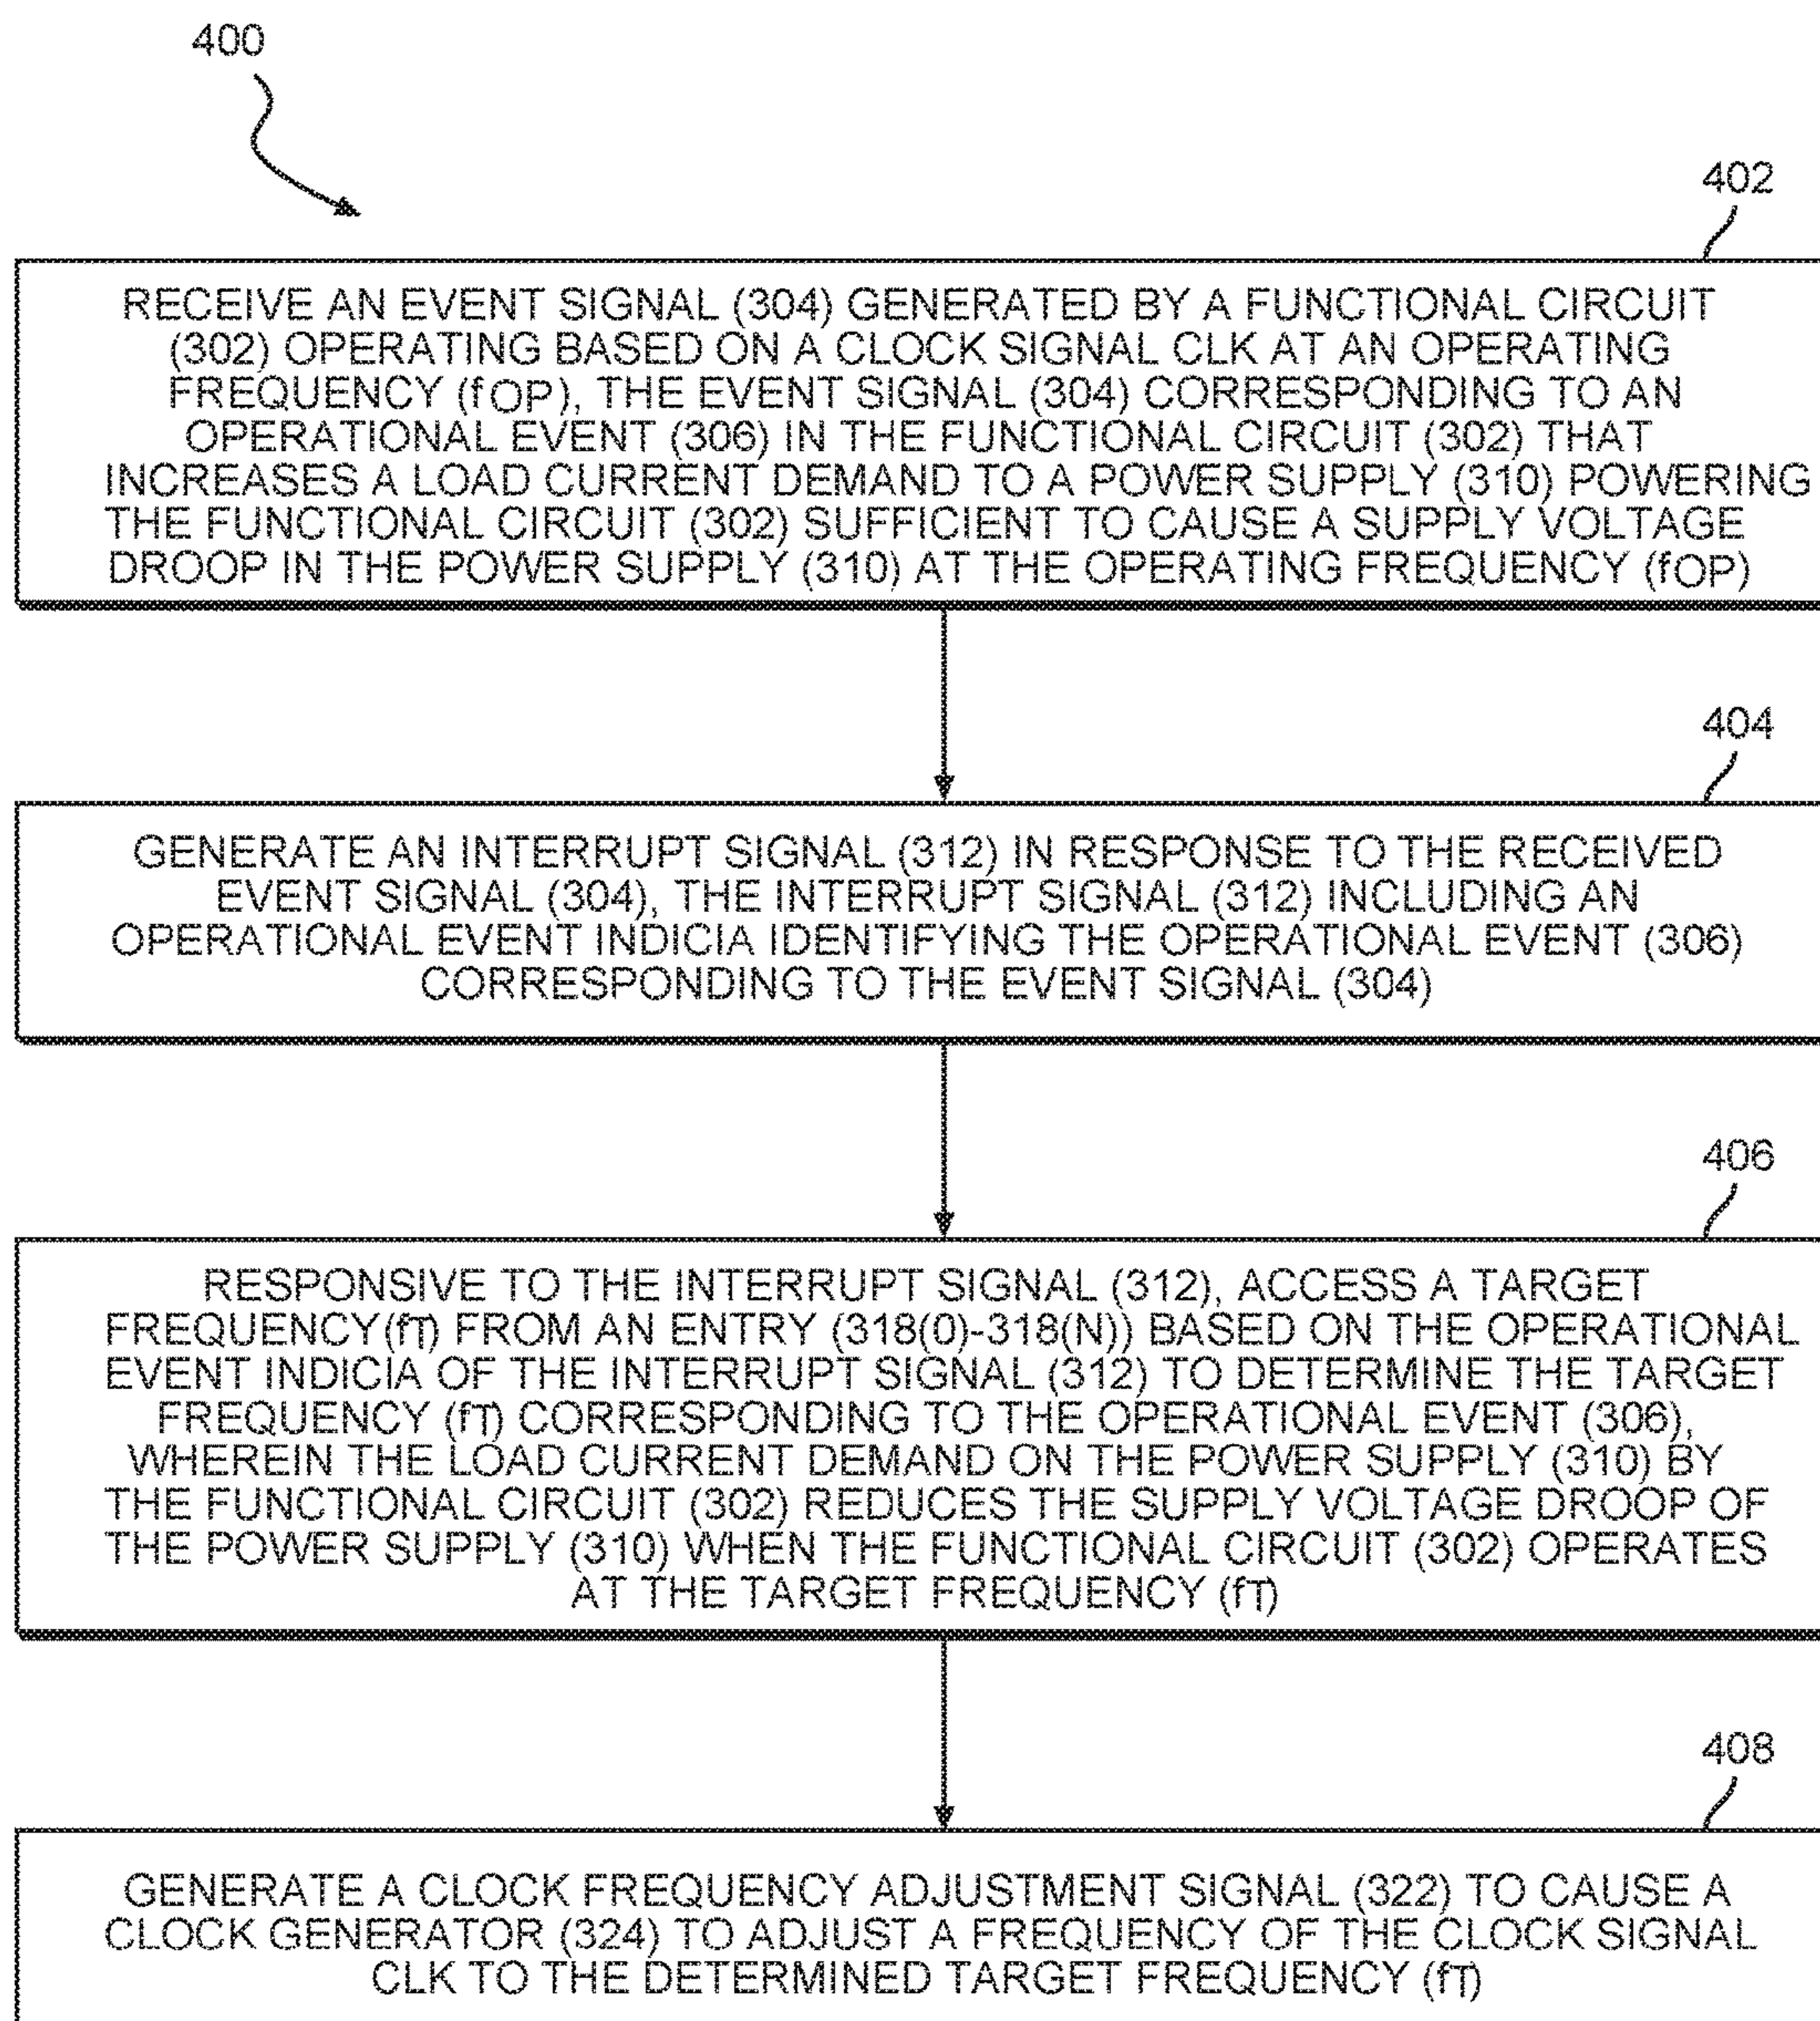 400
402
RECEIVE AN EVENT SIGNAL (304) GENERATED BY A FUNCTIONAL CIRCUIT
(302) OPERATING BASED ON A CLOCK SIGNAL CLK AT AN OPERATING
FREQUENCY (fOP), THE EVENT SIGNAL (304) CORRESPONDING TO AN
OPERATIONAL EVENT (306) IN THE FUNCTIONAL CIRCUIT (302) THAT
INCREASES A LOAD CURRENT DEMAND TO A POWER SUPPLY (310) POWERING
THE FUNCTIONAL CIRCUIT (302) SUFFICIENT TO CAUSE A SUPPLY VOLTAGE
DROOP IN THE POWER SUPPLY (310) AT THE OPERATING FREQUENCY (fOP)
404
GENERATE AN INTERRUPT SIGNAL (312) IN RESPONSE TO THE RECEIVED
EVENT SIGNAL (304), THE INTERRUPT SIGNAL (312) INCLUDING AN
OPERATIONAL EVENT INDICIA IDENTIFYING THE OPERATIONAL EVENT (306)
CORRESPONDING TO THE EVENT SIGNAL (304)
406
RESPONSIVE TO THE INTERRUPT SIGNAL (312), ACCESS A TARGET
FREQUENCY(fT) FROM AN ENTRY (318(0)-318(N)) BASED ON THE OPERATIONAL
EVENT INDICIA OF THE INTERRUPT SIGNAL (312) TO DETERMINE THE TARGET
FREQUENCY (fT) CORRESPONDING TO THE OPERATIONAL EVENT (306),
WHEREIN THE LOAD CURRENT DEMAND ON THE POWER SUPPLY (310) BY
THE FUNCTIONAL CIRCUIT (302) REDUCES THE SUPPLY VOLTAGE DROOP OF
THE POWER SUPPLY (310) WHEN THE FUNCTIONAL CIRCUIT (302) OPERATES
AT THE TARGET FREQUENCY (fT)
408
GENERATE A CLOCK FREQUENCY ADJUSTMENT SIGNAL (322) TO CAUSE A
CLOCK GENERATOR (324) TO ADJUST A FREQUENCY OF THE CLOCK SIGNAL
CLK TO THE DETERMINED TARGET FREQUENCY (fT)